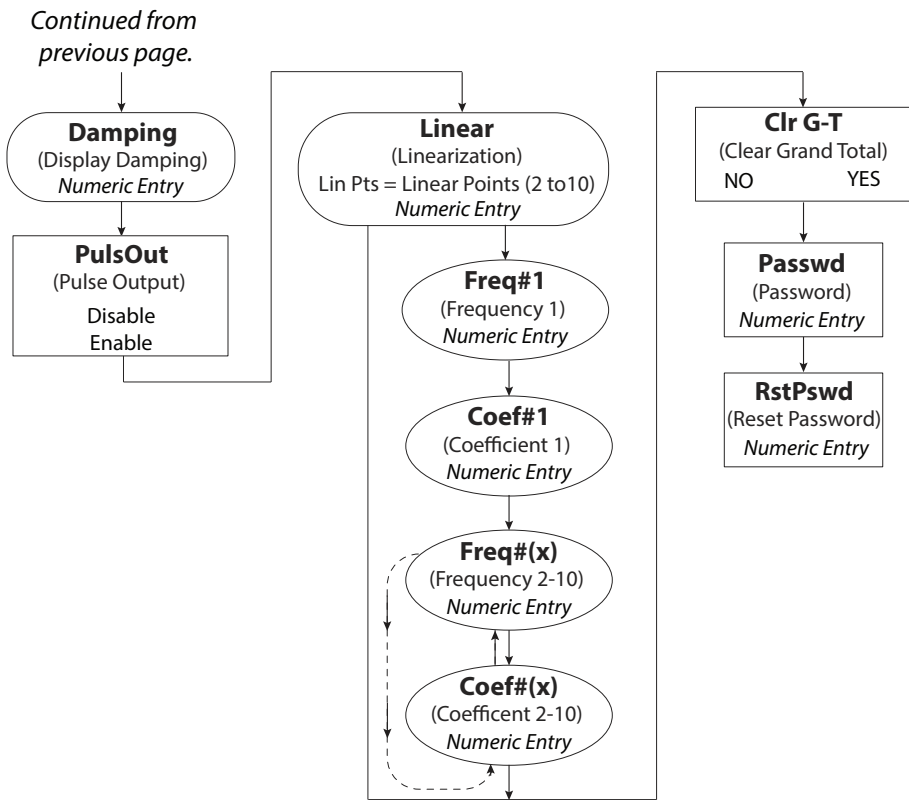 Continued from
previous page.
Damping
(Display Damping)
Numeric Entry
PulsOut
(Pulse Output)
Disable
Enable
Linear
(Linearization)
Lin Pts = Linear Points (2 to10)
Numeric Entry
Freq#1
(Frequency 1)
Numeric Entry
Coef#1
(Coefficient 1)
Numeric Entry
Freq#(x)
(Frequency 2-10)
Numeric Entry
Coef#(x)
(Coefficent 2-10)
Numeric Entry
Clr G-T
(Clear Grand Total)
NO YES
Passwd
(Password)
Numeric Entry
RstPswd
(Reset Password)
Numeric Entry